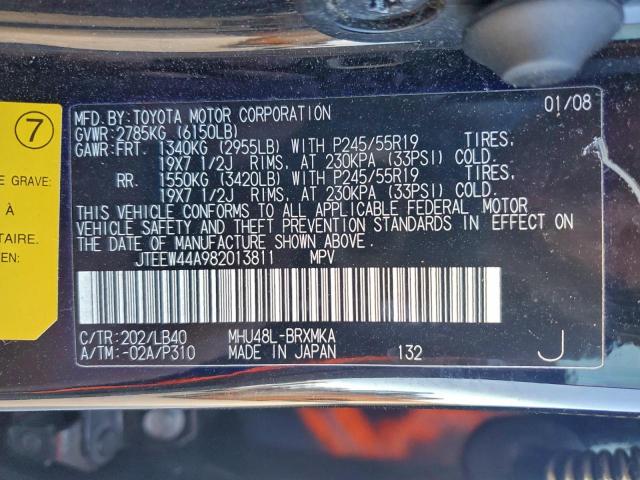 MFD.BY:TOYOTA MOTOR CORPORATION 01/08
GVWR:2785KG (6150LB)
GAWR:FRT. 1340KG (2955LB) WITH P245/55R19 TIRES,
19X7 1/2J RIMS, AT 230KPA (33PSI) COLD.
RR. 1550KG (3420LB) WITH P245/55R19 TIRES,
19X7 1/2J RIMS, AT 230KPA (33PSI) COLD.
THIS VEHICLE CONFORMS TO ALL APPLICABLE FEDERAL MOTOR
VEHICLE SAFETY AND THEFT PREVENTION STANDARDS IN EFFECT ON
THE DATE OF MANUFACTURE SHOWN ABOVE.
JTEEW44A982013811 MPV
C/TR:202/LB40 MHU48L-BRXMKA
A/TM:-02A/P310 MADE IN JAPAN 132 J
7
E GRAVE:
À
TAIRE.
EN: